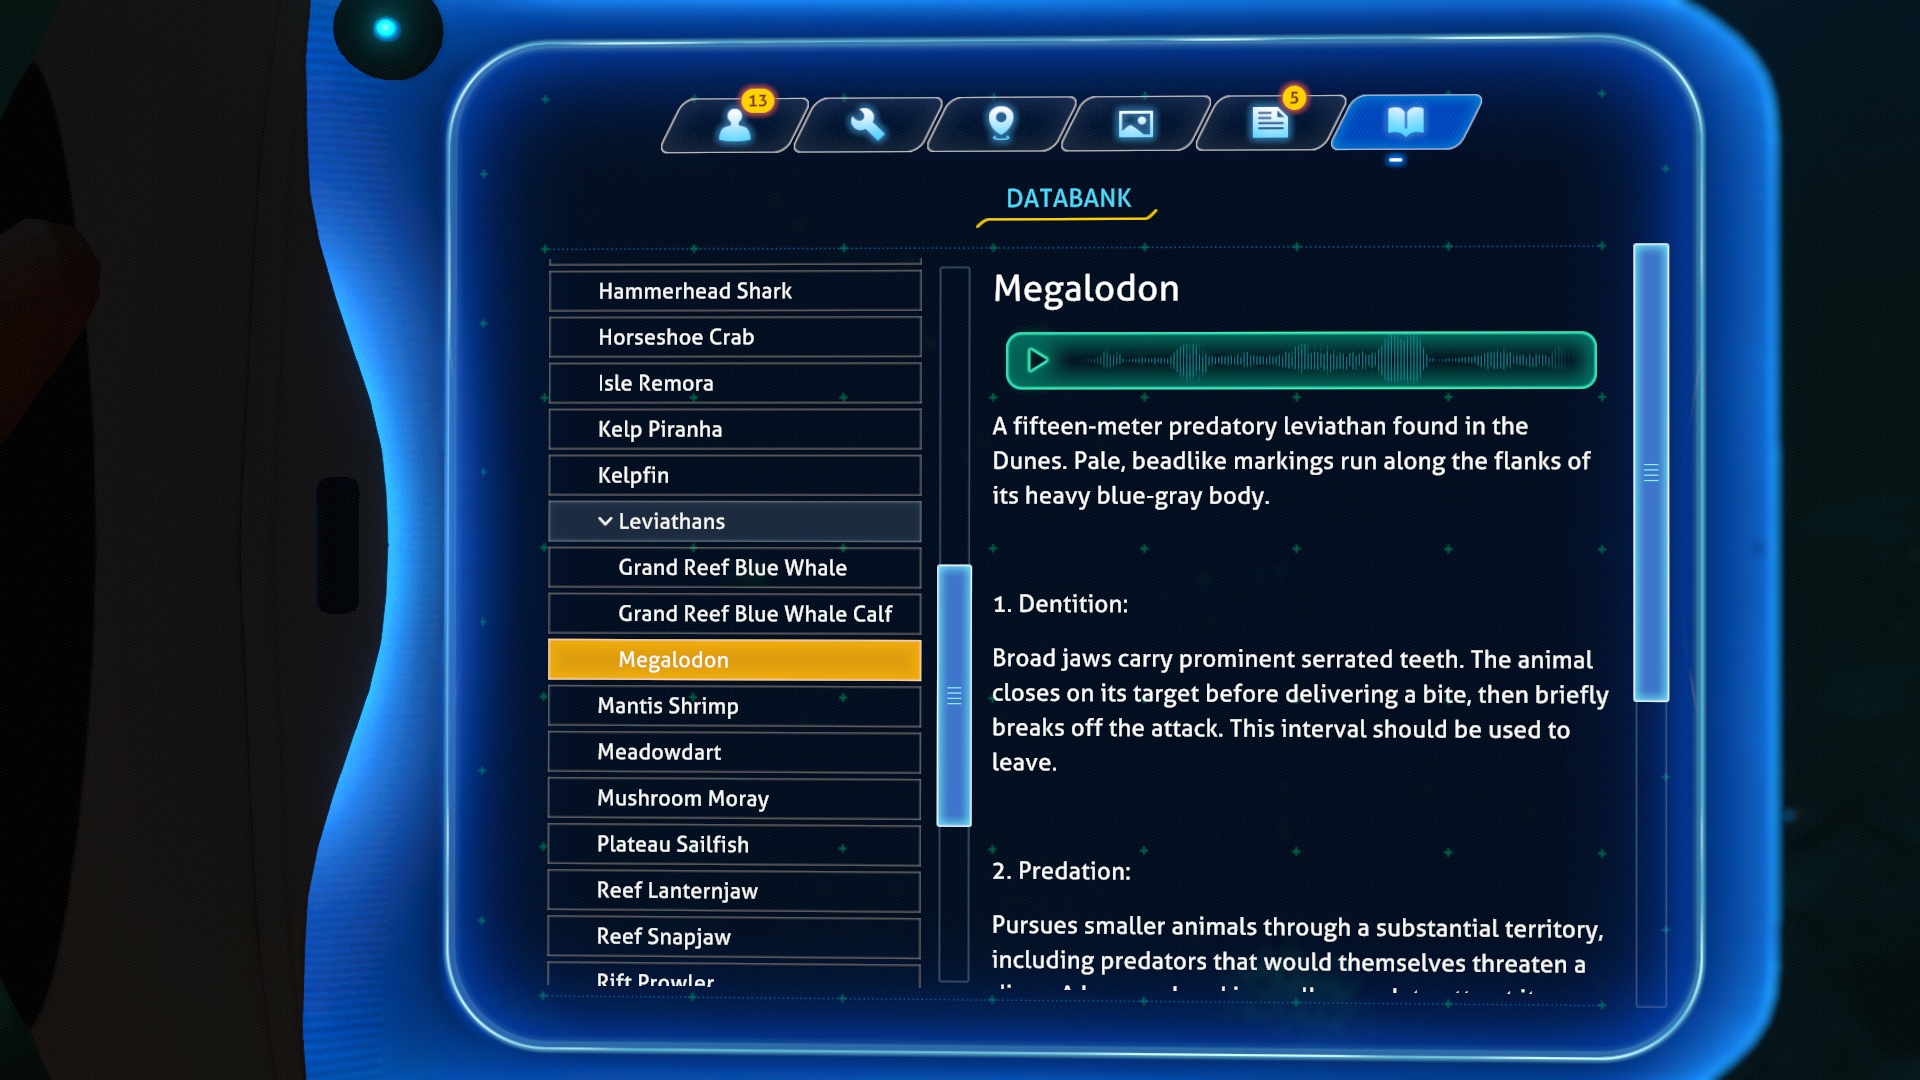 13
5
DATABANK
Hammerhead Shark
Horseshoe Crab
Isle Remora
Kelp Piranha
Kelpfin
Leviathans
Grand Reef Blue Whale
Grand Reef Blue Whale Calf
Megalodon
Mantis Shrimp
Meadowdart
Mushroom Moray
Plateau Sailfish
Reef Lanternjaw
Reef Snapjaw
Rift Prowler
Megalodon
A fifteen-meter predatory leviathan found in the
Dunes. Pale, beadlike markings run along the flanks of
its heavy blue-gray body.
1. Dentition:
Broad jaws carry prominent serrated teeth. The animal
closes on its target before delivering a bite, then briefly
breaks off the attack. This interval should be used to
leave.
2. Predation:
Pursues smaller animals through a substantial territory,
including predators that would themselves threaten a